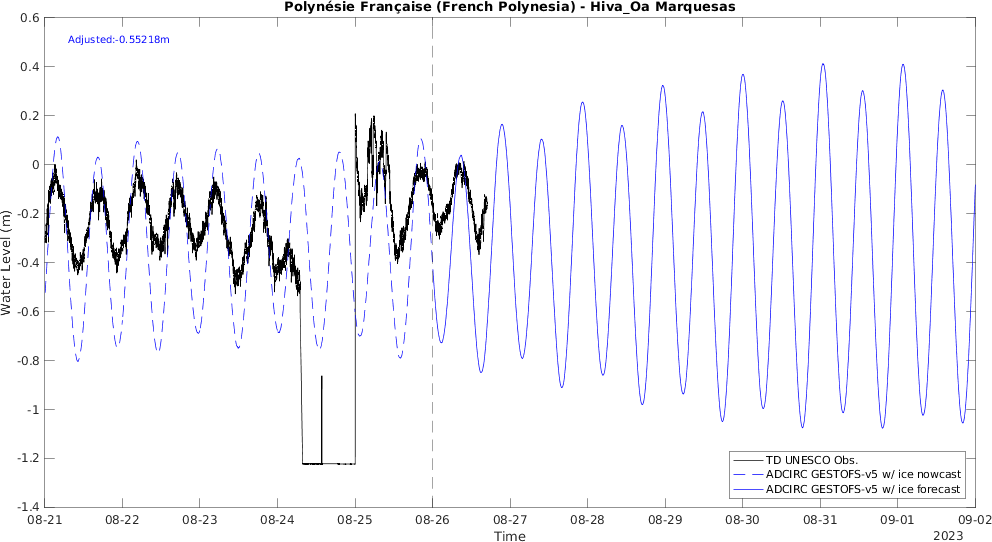 Polynésie Française (French Polynesia) - Hiva_Oa Marquesas
Adjusted:-0.55218m
0.6
0.4
0.2
0
-0.2
-0.4
-0.6
-0.8
-1
-1.2
-1.4
Water Level (m)
TD UNESCO Obs.
ADCIRC GESTOFS-v5 w/ ice nowcast
ADCIRC GESTOFS-v5 w/ ice forecast
08-21 08-22 08-23 08-24 08-25 08-26 08-27 08-28 08-29 08-30 08-31 09-01 09-02
Time
2023